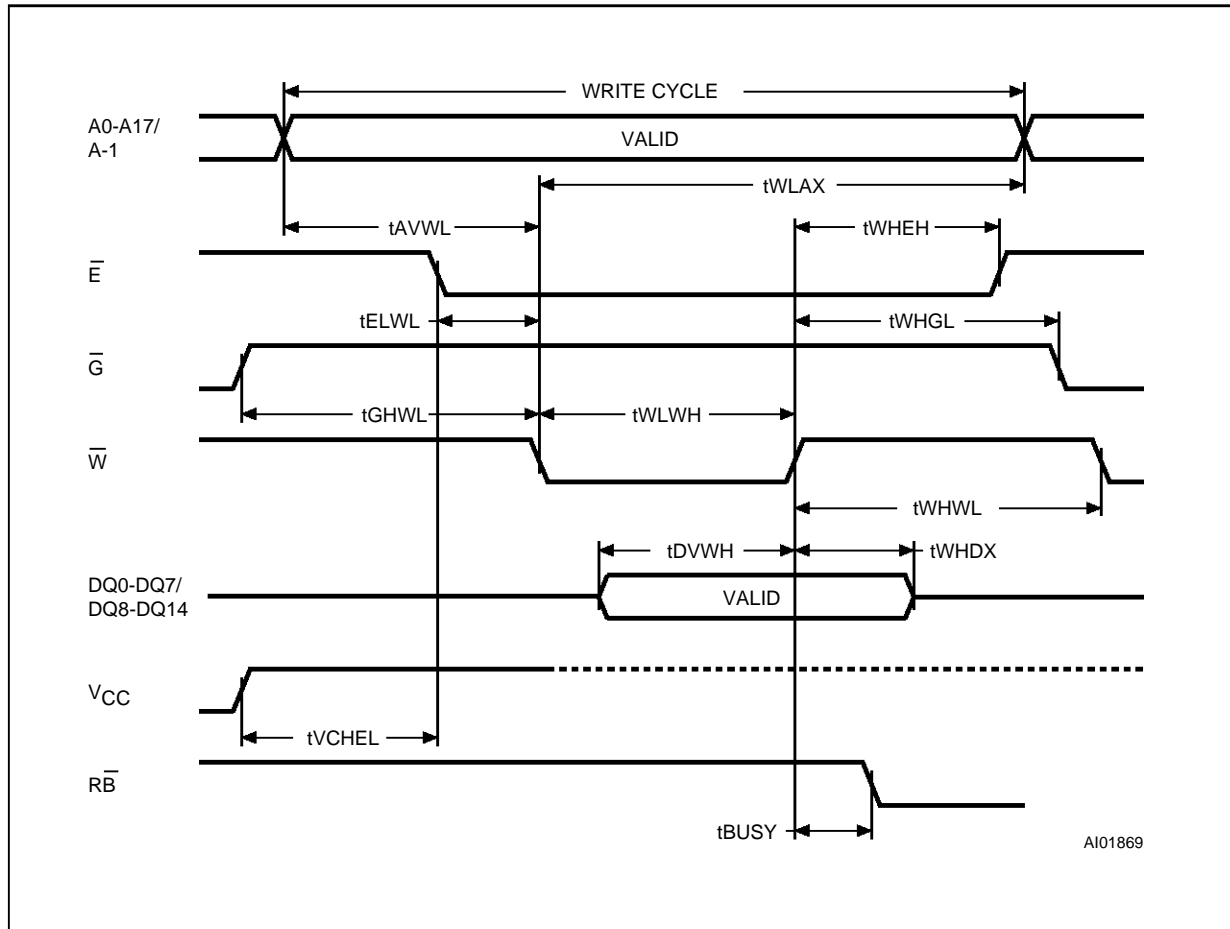 WRITE CYCLE
A0-A17/
A-1
VALID
tWLAX
tAVWL
tWHEH
E̅
tELWL
tWHGL
G̅
tGHWL
tWLWH
W̅
tWHWL
tDVWH
tWHDX
DQ0-DQ7/
DQ8-DQ14
VALID
VCC
tVCHEL
RB̅
tBUSY
AI01869